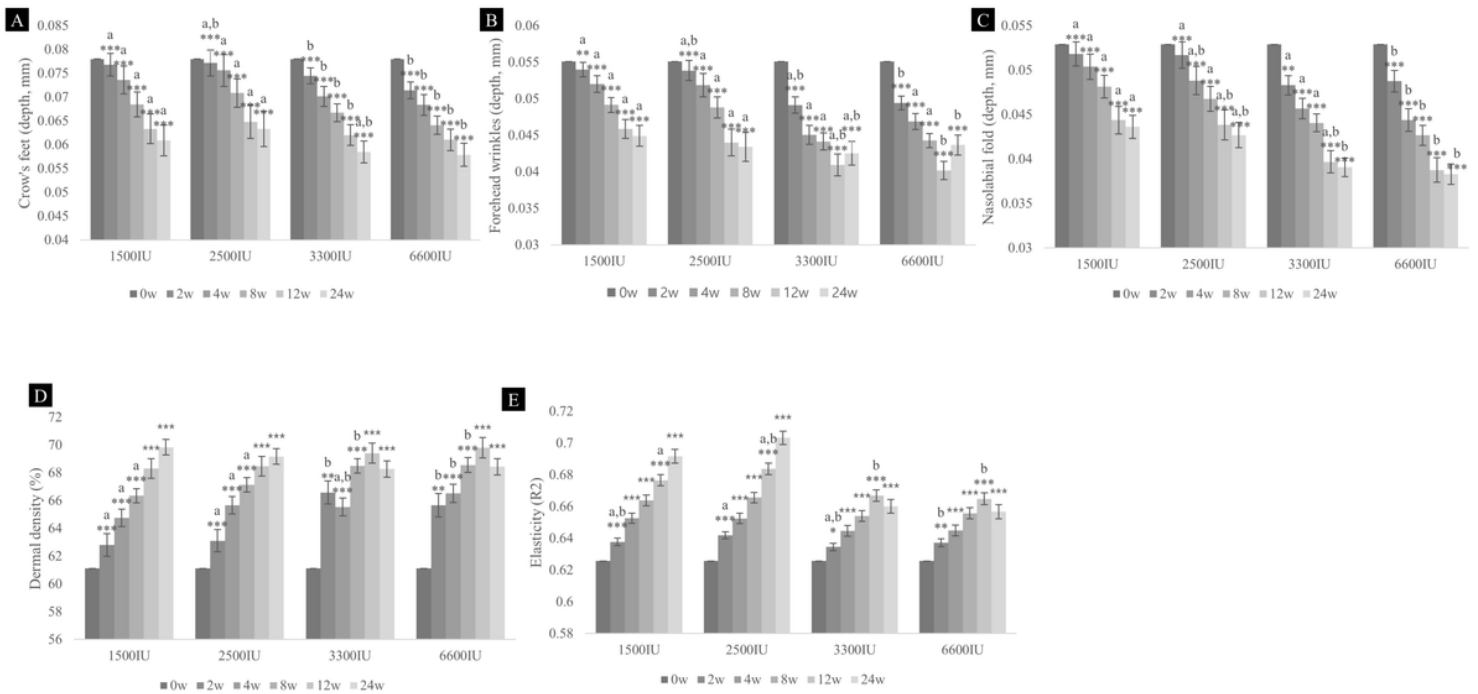 A
Crow's feet (depth, mm)
0.085
0.08
0.075
0.07
0.065
0.06
0.055
0.05
0.045
0.04
a a a a a
*** *** *** *** ***
a,b a a a a
*** *** *** *** ***
b b b b a,b
*** *** *** *** ***
b b b b b
*** *** *** *** ***
1500IU 2500IU 3300IU 6600IU
0w 2w 4w 8w 12w 24w
B
Forehead wrinkles (depth, mm)
0.06
0.055
0.05
0.045
0.04
0.035
0.03
a a a a a
** *** *** *** ***
a,b a a a a
*** *** *** *** ***
a,b a a a,b a,b
*** *** *** *** ***
b a a b b
*** *** *** *** ***
1500IU 2500IU 3300IU 6600IU
0w 2w 4w 8w 12w 24w
C
Nasolabial fold (depth, mm)
0.055
0.05
0.045
0.04
0.035
0.03
a a a a a
*** *** *** *** ***
a a,b a a,b a,b
*** *** *** *** ***
a a a a,b b
** *** *** *** ***
b b b b b
*** *** *** *** ***
1500IU 2500IU 3300IU 6600IU
0w 2w 4w 8w 12w 24w
D
Dermal density (%)
72
70
68
66
64
62
60
58
56
a a a
*** *** *** *** ***
a a a
*** *** *** *** ***
b a,b b
** *** *** *** ***
b b b
** *** *** *** ***
1500IU 2500IU 3300IU 6600IU
0w 2w 4w 8w 12w 24w
E
Elasticity (R2)
0.72
0.7
0.68
0.66
0.64
0.62
0.6
0.58
a,b a
*** *** *** *** ***
a a,b
*** *** *** *** ***
a,b b
* *** *** *** ***
b b
** *** *** *** ***
1500IU 2500IU 3300IU 6600IU
0w 2w 4w 8w 12w 24w